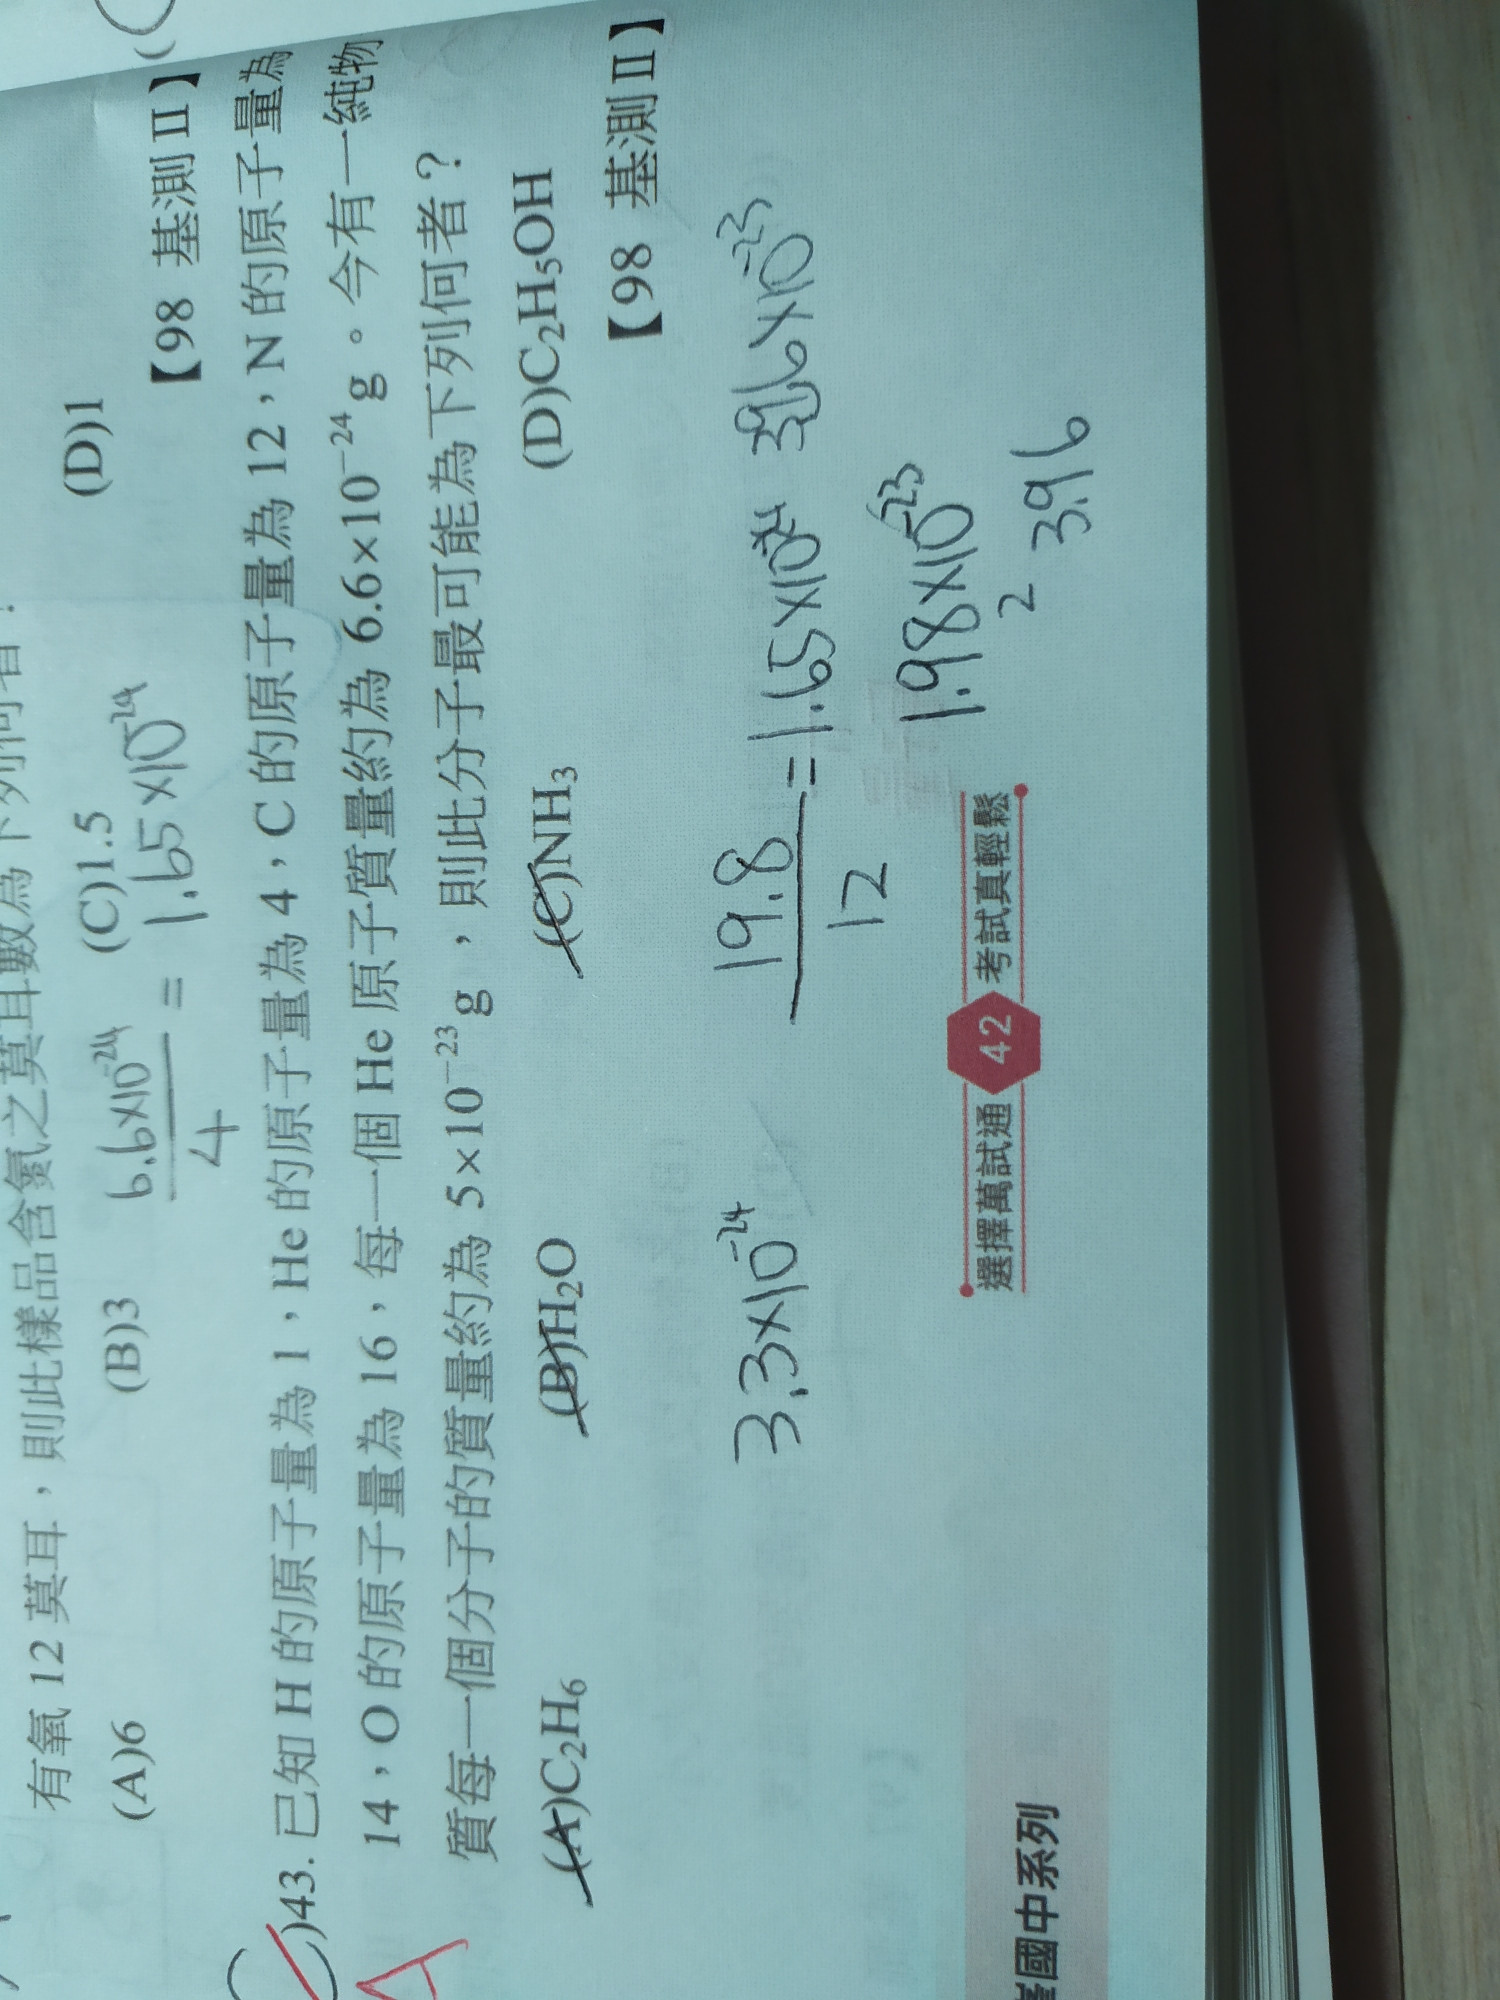 有氧 12 莫耳，則此樣品含氮之莫耳數為下列何者？
(A)6 (B)3 (C)1.5 (D)1
【98 基測Ⅱ】
6.6×10⁻²⁴ / 4 = 1.65×10⁻²⁴
)43. 已知 H 的原子量為 1，He 的原子量為 4，C 的原子量為 12，N 的原子量為
14，O 的原子量為 16，每一個 He 原子質量約為 6.6×10⁻²⁴ g。今有一純物
質每一個分子的質量約為 5×10⁻²³ g，則此分子最可能為下列何者？
(A)C₂H₆ (B)H₂O (C)NH₃ (D)C₂H₅OH
【98 基測Ⅱ】
A
3.3×10⁻²⁴
19.8 / 12 = 1.65×10⁻²⁴
1.98×10⁻²³
2
3.96
選擇萬試通 42 考試真輕鬆
國中系列